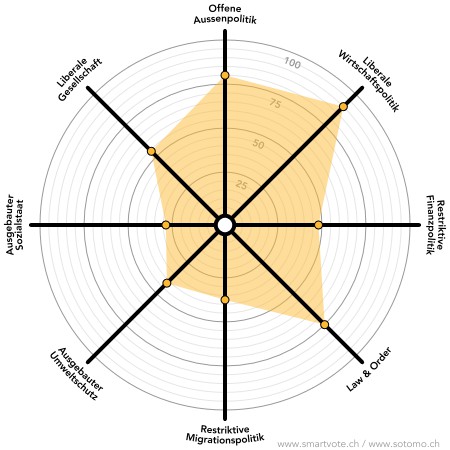 Offene
Aussenpolitik
Liberale
Wirtschaftspolitik
Liberale
Gesellschaft
100
75
50
25
Ausgebauter
Sozialstaat
Restriktive
Finanzpolitik
Ausgebauter
Umweltschutz
Law & Order
Restriktive
Migrationspolitik
www.smartvote.ch / www.sotomo.ch